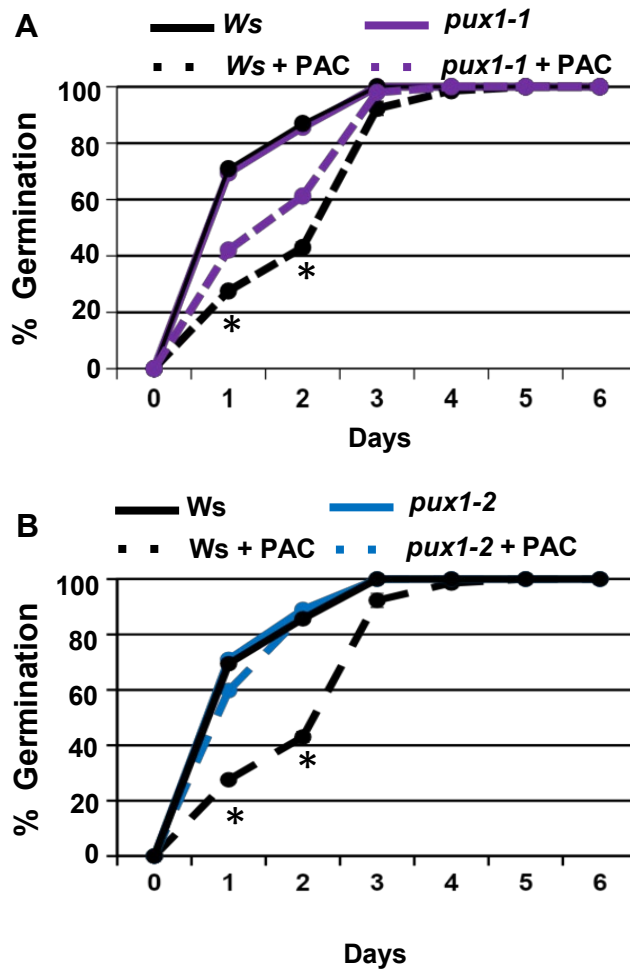 A
Ws pux1-1
Ws + PAC pux1-1 + PAC
100
80
60
40
20
0
% Germination
*
*
0 1 2 3 4 5 6
Days
B
Ws pux1-2
Ws + PAC pux1-2 + PAC
100
80
60
40
20
0
% Germination
*
*
0 1 2 3 4 5 6
Days